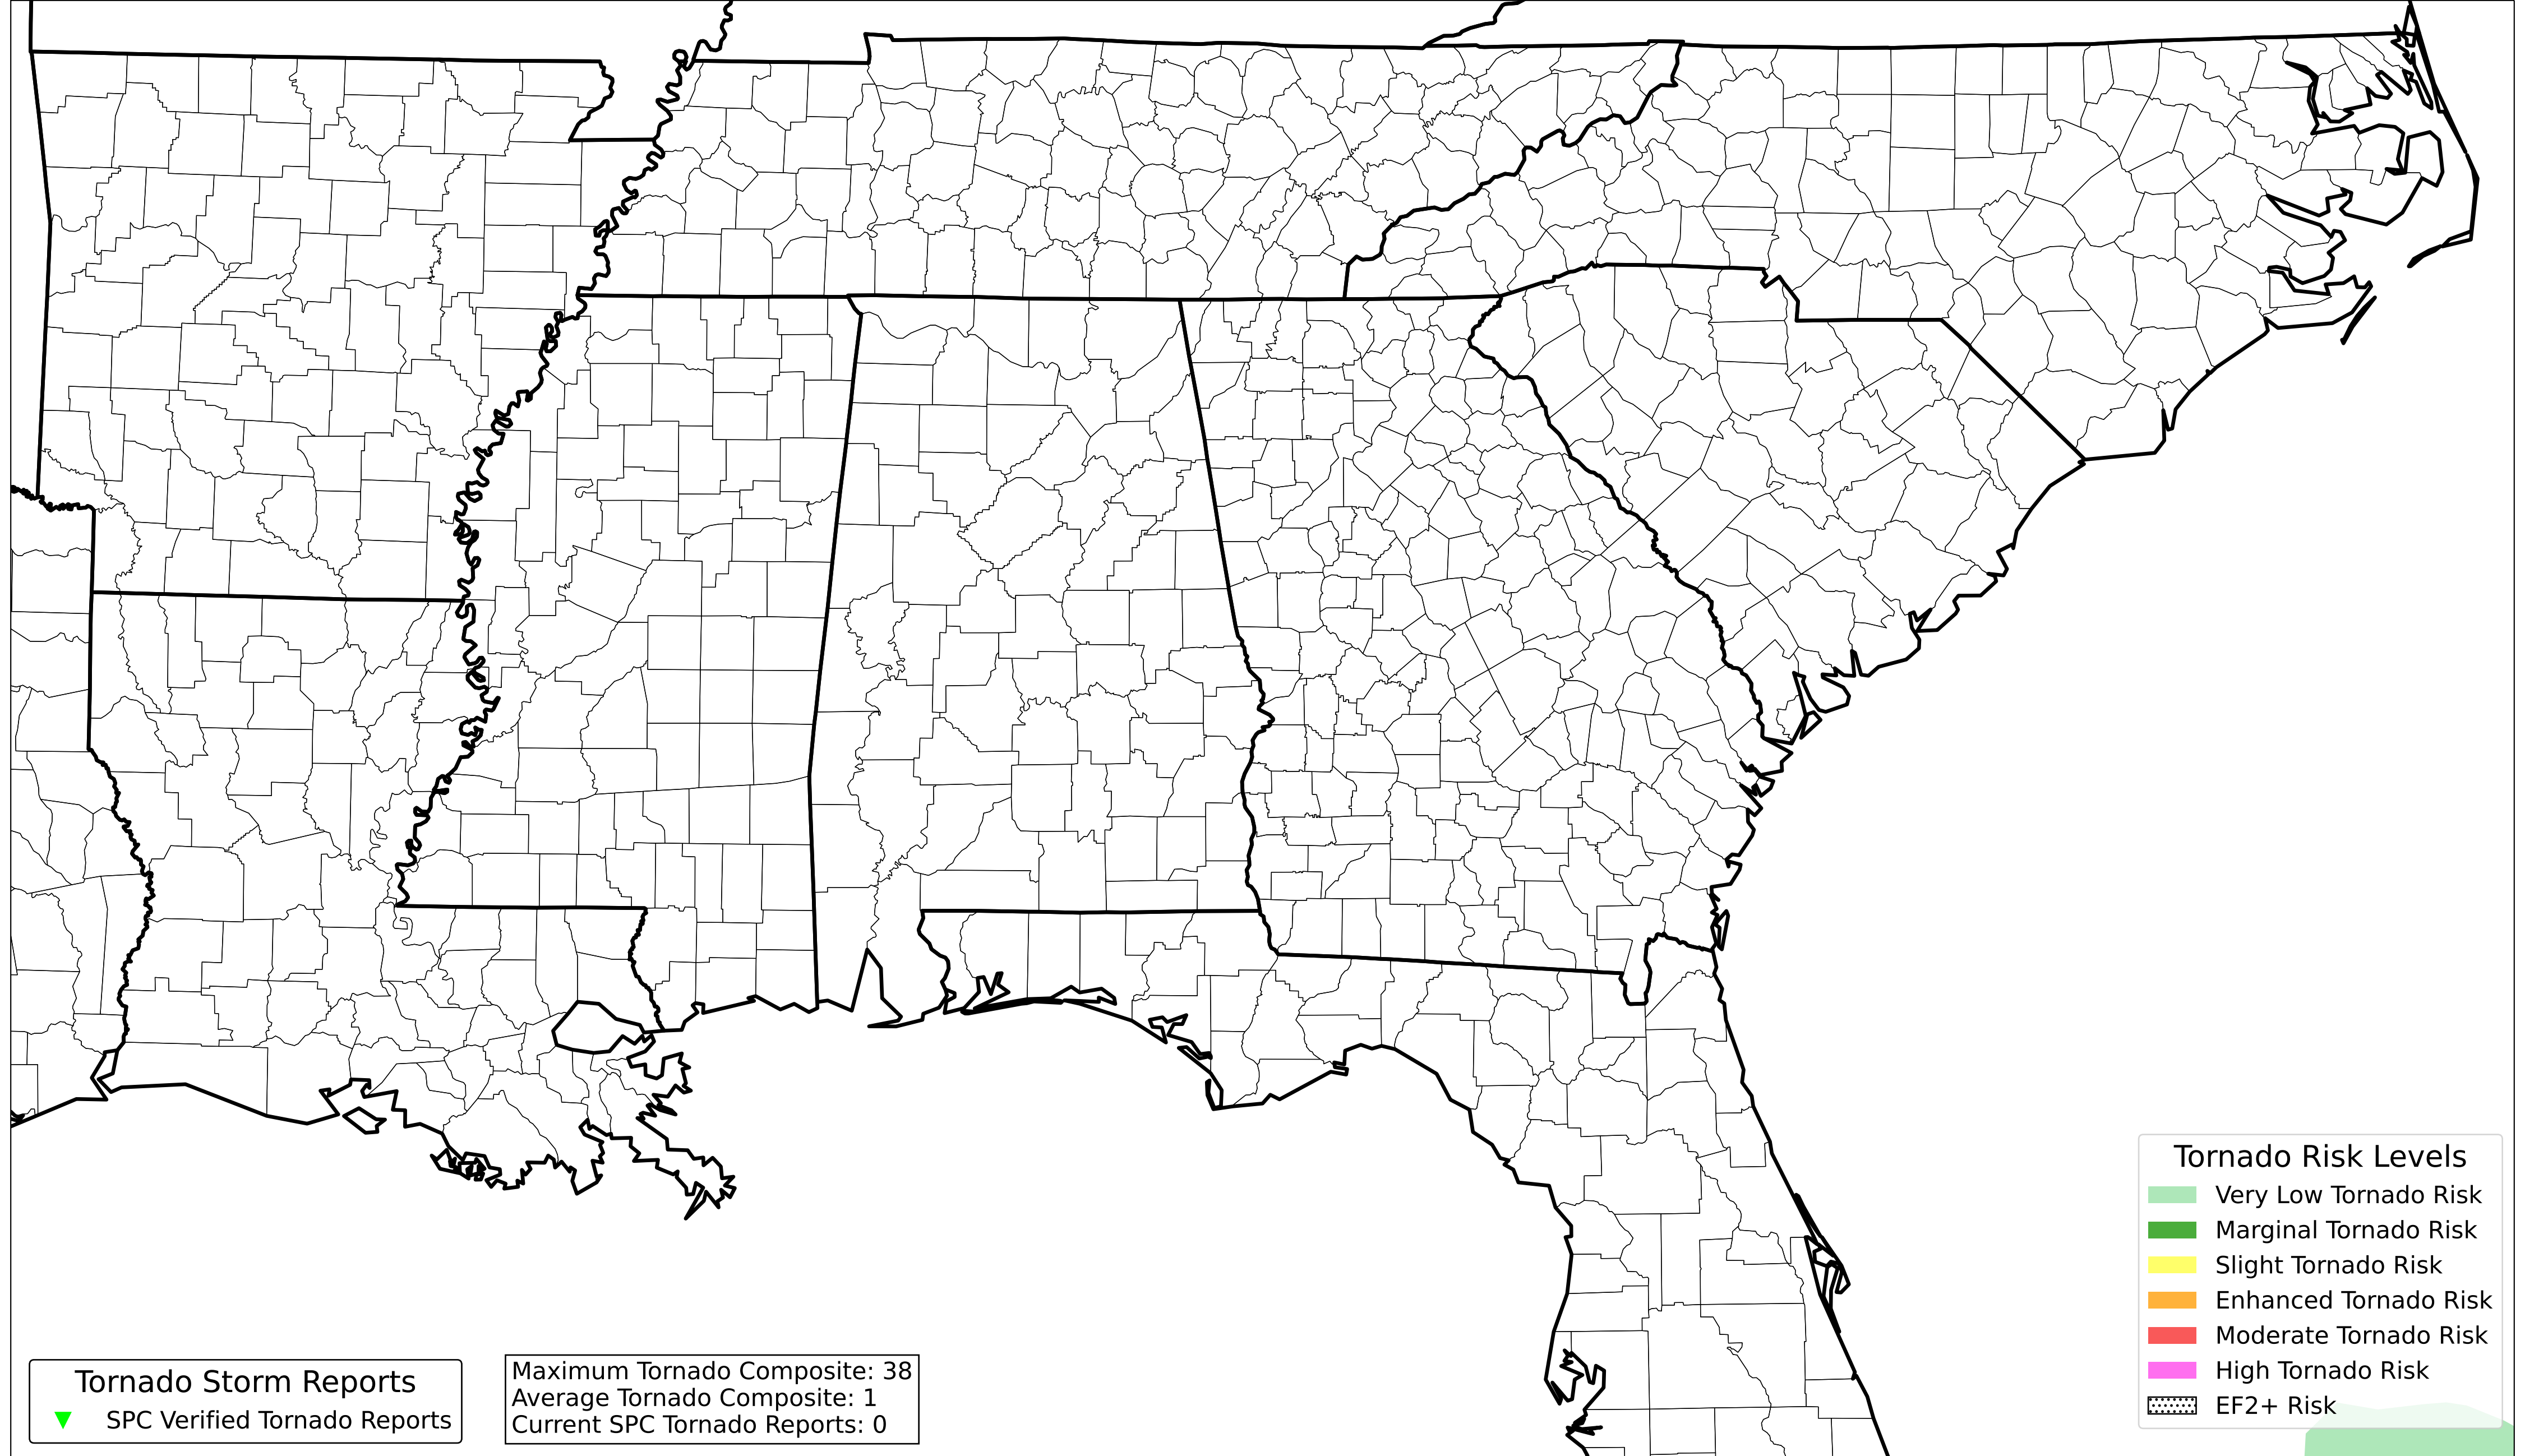 Tornado Risk Levels
Very Low Tornado Risk
Marginal Tornado Risk
Slight Tornado Risk
Enhanced Tornado Risk
Moderate Tornado Risk
High Tornado Risk
EF2+ Risk
Tornado Storm Reports
SPC Verified Tornado Reports
Maximum Tornado Composite: 38
Average Tornado Composite: 1
Current SPC Tornado Reports: 0